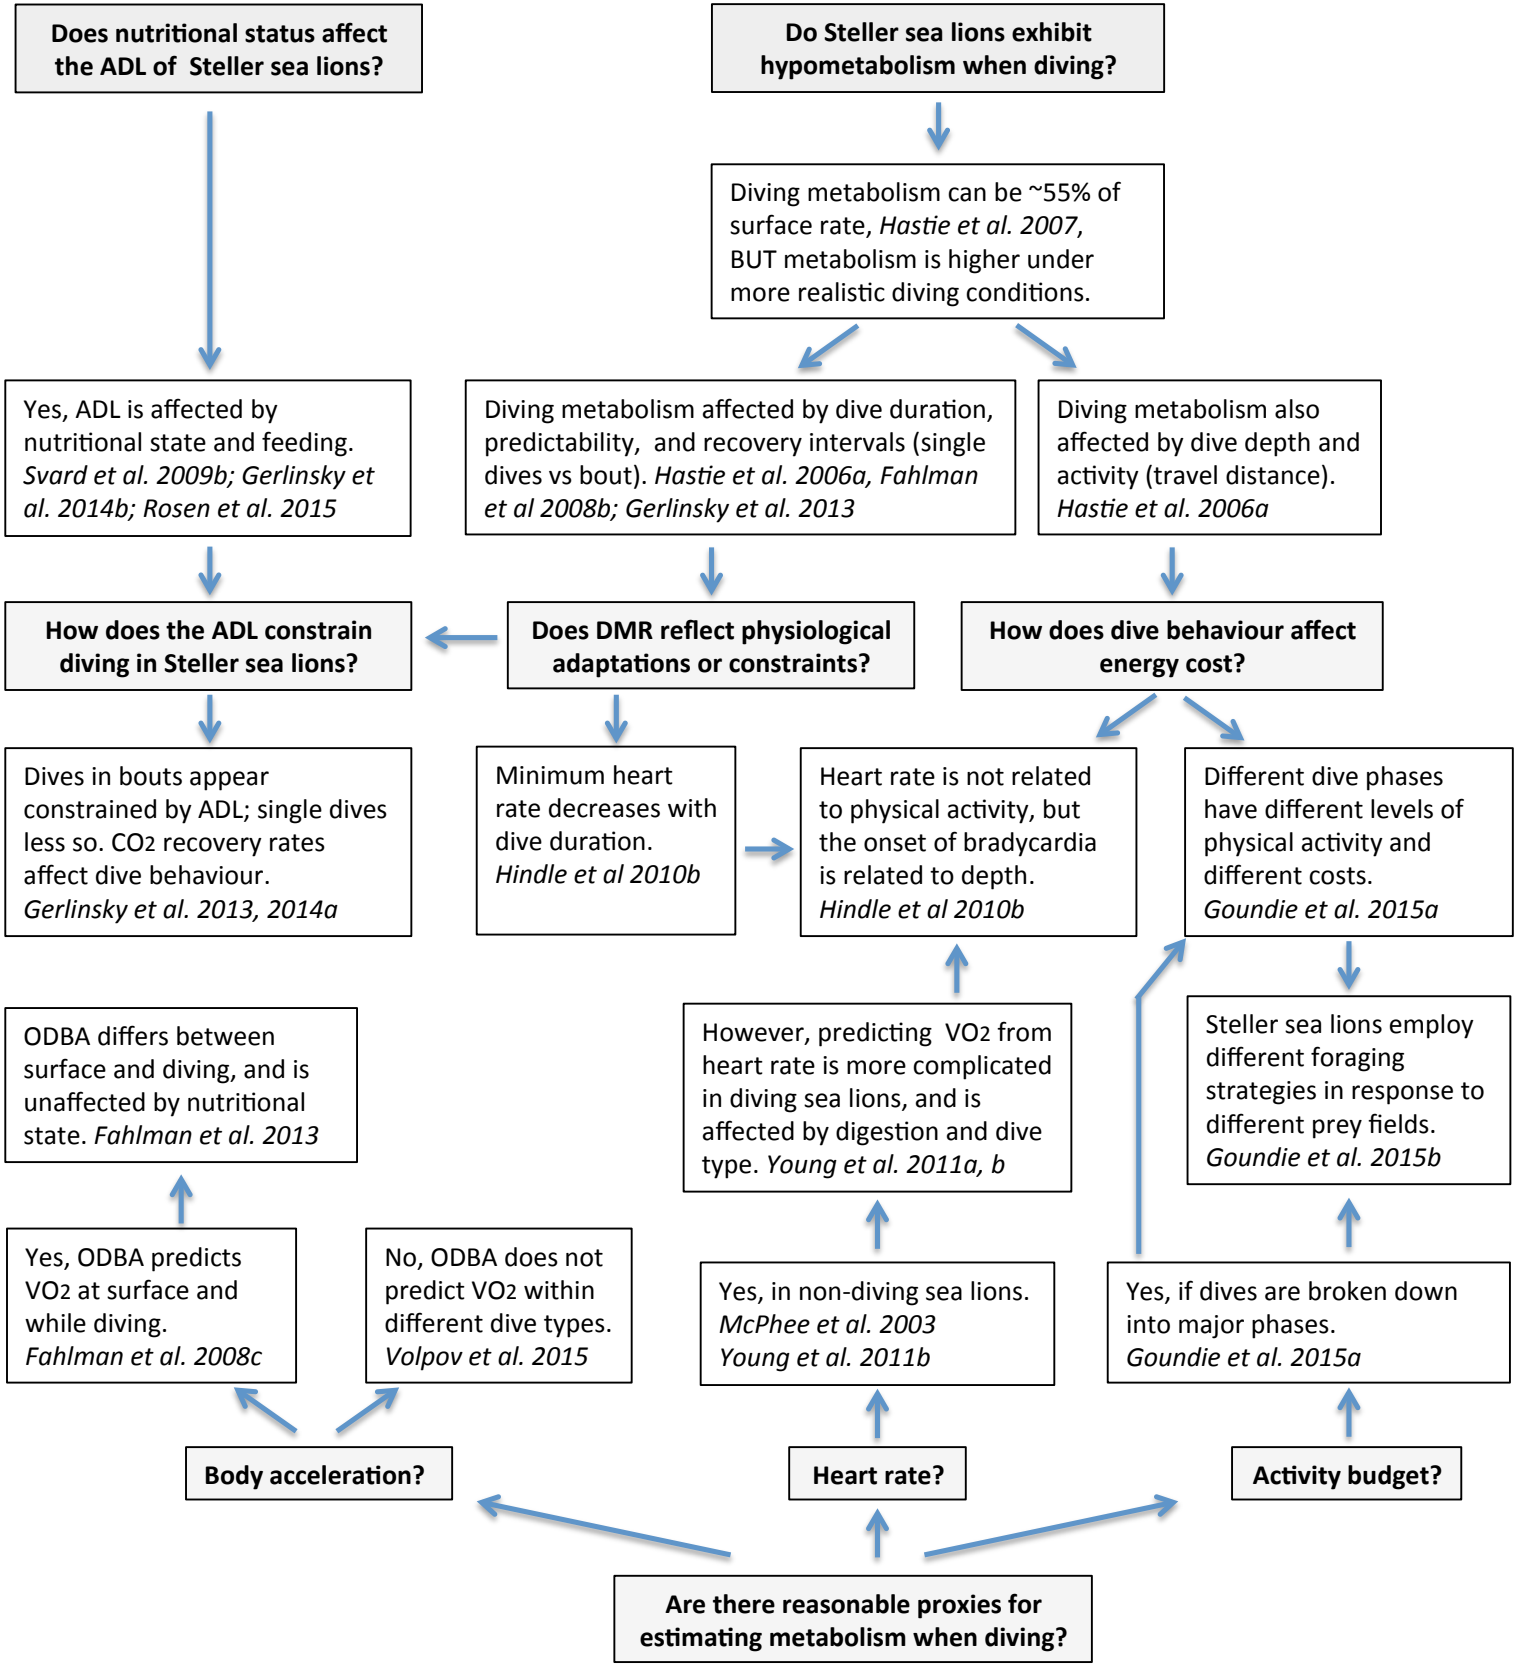 Does nutritional status affect
the ADL of  Steller sea lions?
Do Steller sea lions exhibit
hypometabolism when diving?
Diving metabolism can be ~55% of
surface rate, Hastie et al. 2007,
BUT metabolism is higher under
more realistic diving conditions.
Yes, ADL is affected by
nutritional state and feeding.
Svard et al. 2009b; Gerlinsky et
al. 2014b; Rosen et al. 2015
Diving metabolism affected by dive duration,
predictability,  and recovery intervals (single
dives vs bout). Hastie et al. 2006a, Fahlman
et al 2008b; Gerlinsky et al. 2013
Diving metabolism also
affected by dive depth and
activity (travel distance).
Hastie et al. 2006a
How does the ADL constrain
diving in Steller sea lions?
Does DMR reflect physiological
adaptations or constraints?
How does dive behaviour affect
energy cost?
Dives in bouts appear
constrained by ADL; single dives
less so. CO2 recovery rates
affect dive behaviour.
Gerlinsky et al. 2013, 2014a
Minimum heart
rate decreases with
dive duration.
Hindle et al 2010b
Heart rate is not related
to physical activity, but
the onset of bradycardia
is related to depth.
Hindle et al 2010b
Different dive phases
have different levels of
physical activity and
different costs.
Goundie et al. 2015a
ODBA differs between
surface and diving, and is
unaffected by nutritional
state. Fahlman et al. 2013
However, predicting  VO2 from
heart rate is more complicated
in diving sea lions, and is
affected by digestion and dive
type. Young et al. 2011a, b
Steller sea lions employ
different foraging
strategies in response to
different prey fields.
Goundie et al. 2015b
Yes, ODBA predicts
VO2 at surface and
while diving.
Fahlman et al. 2008c
No, ODBA does not
predict VO2 within
different dive types.
Volpov et al. 2015
Yes, in non-diving sea lions.
McPhee et al. 2003
Young et al. 2011b
Yes, if dives are broken down
into major phases.
Goundie et al. 2015a
Body acceleration?
Heart rate?
Activity budget?
Are there reasonable proxies for
estimating metabolism when diving?